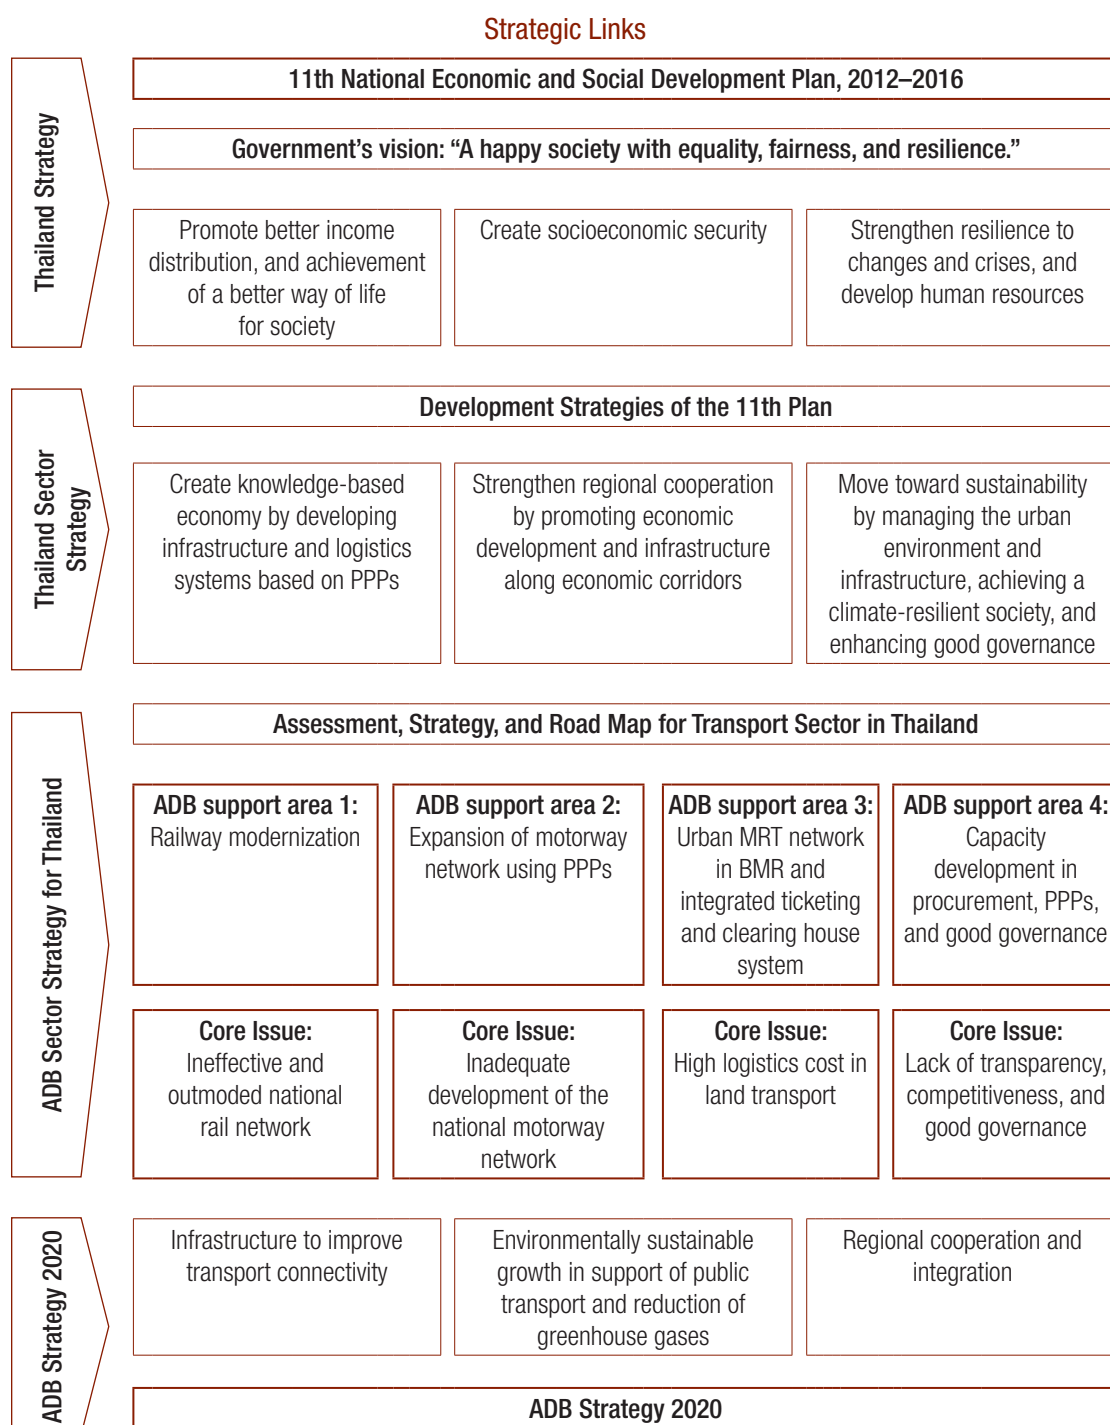 Strategic Links
Thailand Strategy
11th National Economic and Social Development Plan, 2012–2016
Government’s vision: “A happy society with equality, fairness, and resilience.”
Promote better income
distribution, and achievement
of a better way of life
for society
Create socioeconomic security
Strengthen resilience to
changes and crises, and
develop human resources
Thailand Sector
Strategy
Development Strategies of the 11th Plan
Create knowledge-based
economy by developing
infrastructure and logistics
systems based on PPPs
Strengthen regional cooperation
by promoting economic
development and infrastructure
along economic corridors
Move toward sustainability
by managing the urban
environment and
infrastructure, achieving a
climate-resilient society, and
enhancing good governance
ADB Sector Strategy for Thailand
Assessment, Strategy, and Road Map for Transport Sector in Thailand
ADB support area 1:
Railway modernization
ADB support area 2:
Expansion of motorway
network using PPPs
ADB support area 3:
Urban MRT network
in BMR and
integrated ticketing
and clearing house
system
ADB support area 4:
Capacity
development in
procurement, PPPs,
and good governance
Core Issue:
Ineffective and
outmoded national
rail network
Core Issue:
Inadequate
development of the
national motorway
network
Core Issue:
High logistics cost in
land transport
Core Issue:
Lack of transparency,
competitiveness, and
good governance
ADB Strategy 2020
Infrastructure to improve
transport connectivity
Environmentally sustainable
growth in support of public
transport and reduction of
greenhouse gases
Regional cooperation and
integration
ADB Strategy 2020